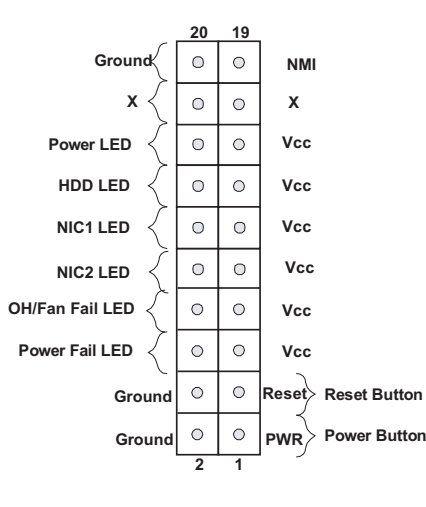 20 19
Ground NMI
X X
Power LED Vcc
HDD LED Vcc
NIC1 LED Vcc
NIC2 LED Vcc
OH/Fan Fail LED Vcc
Power Fail LED Vcc
Ground Reset Reset Button
Ground PWR Power Button
2 1